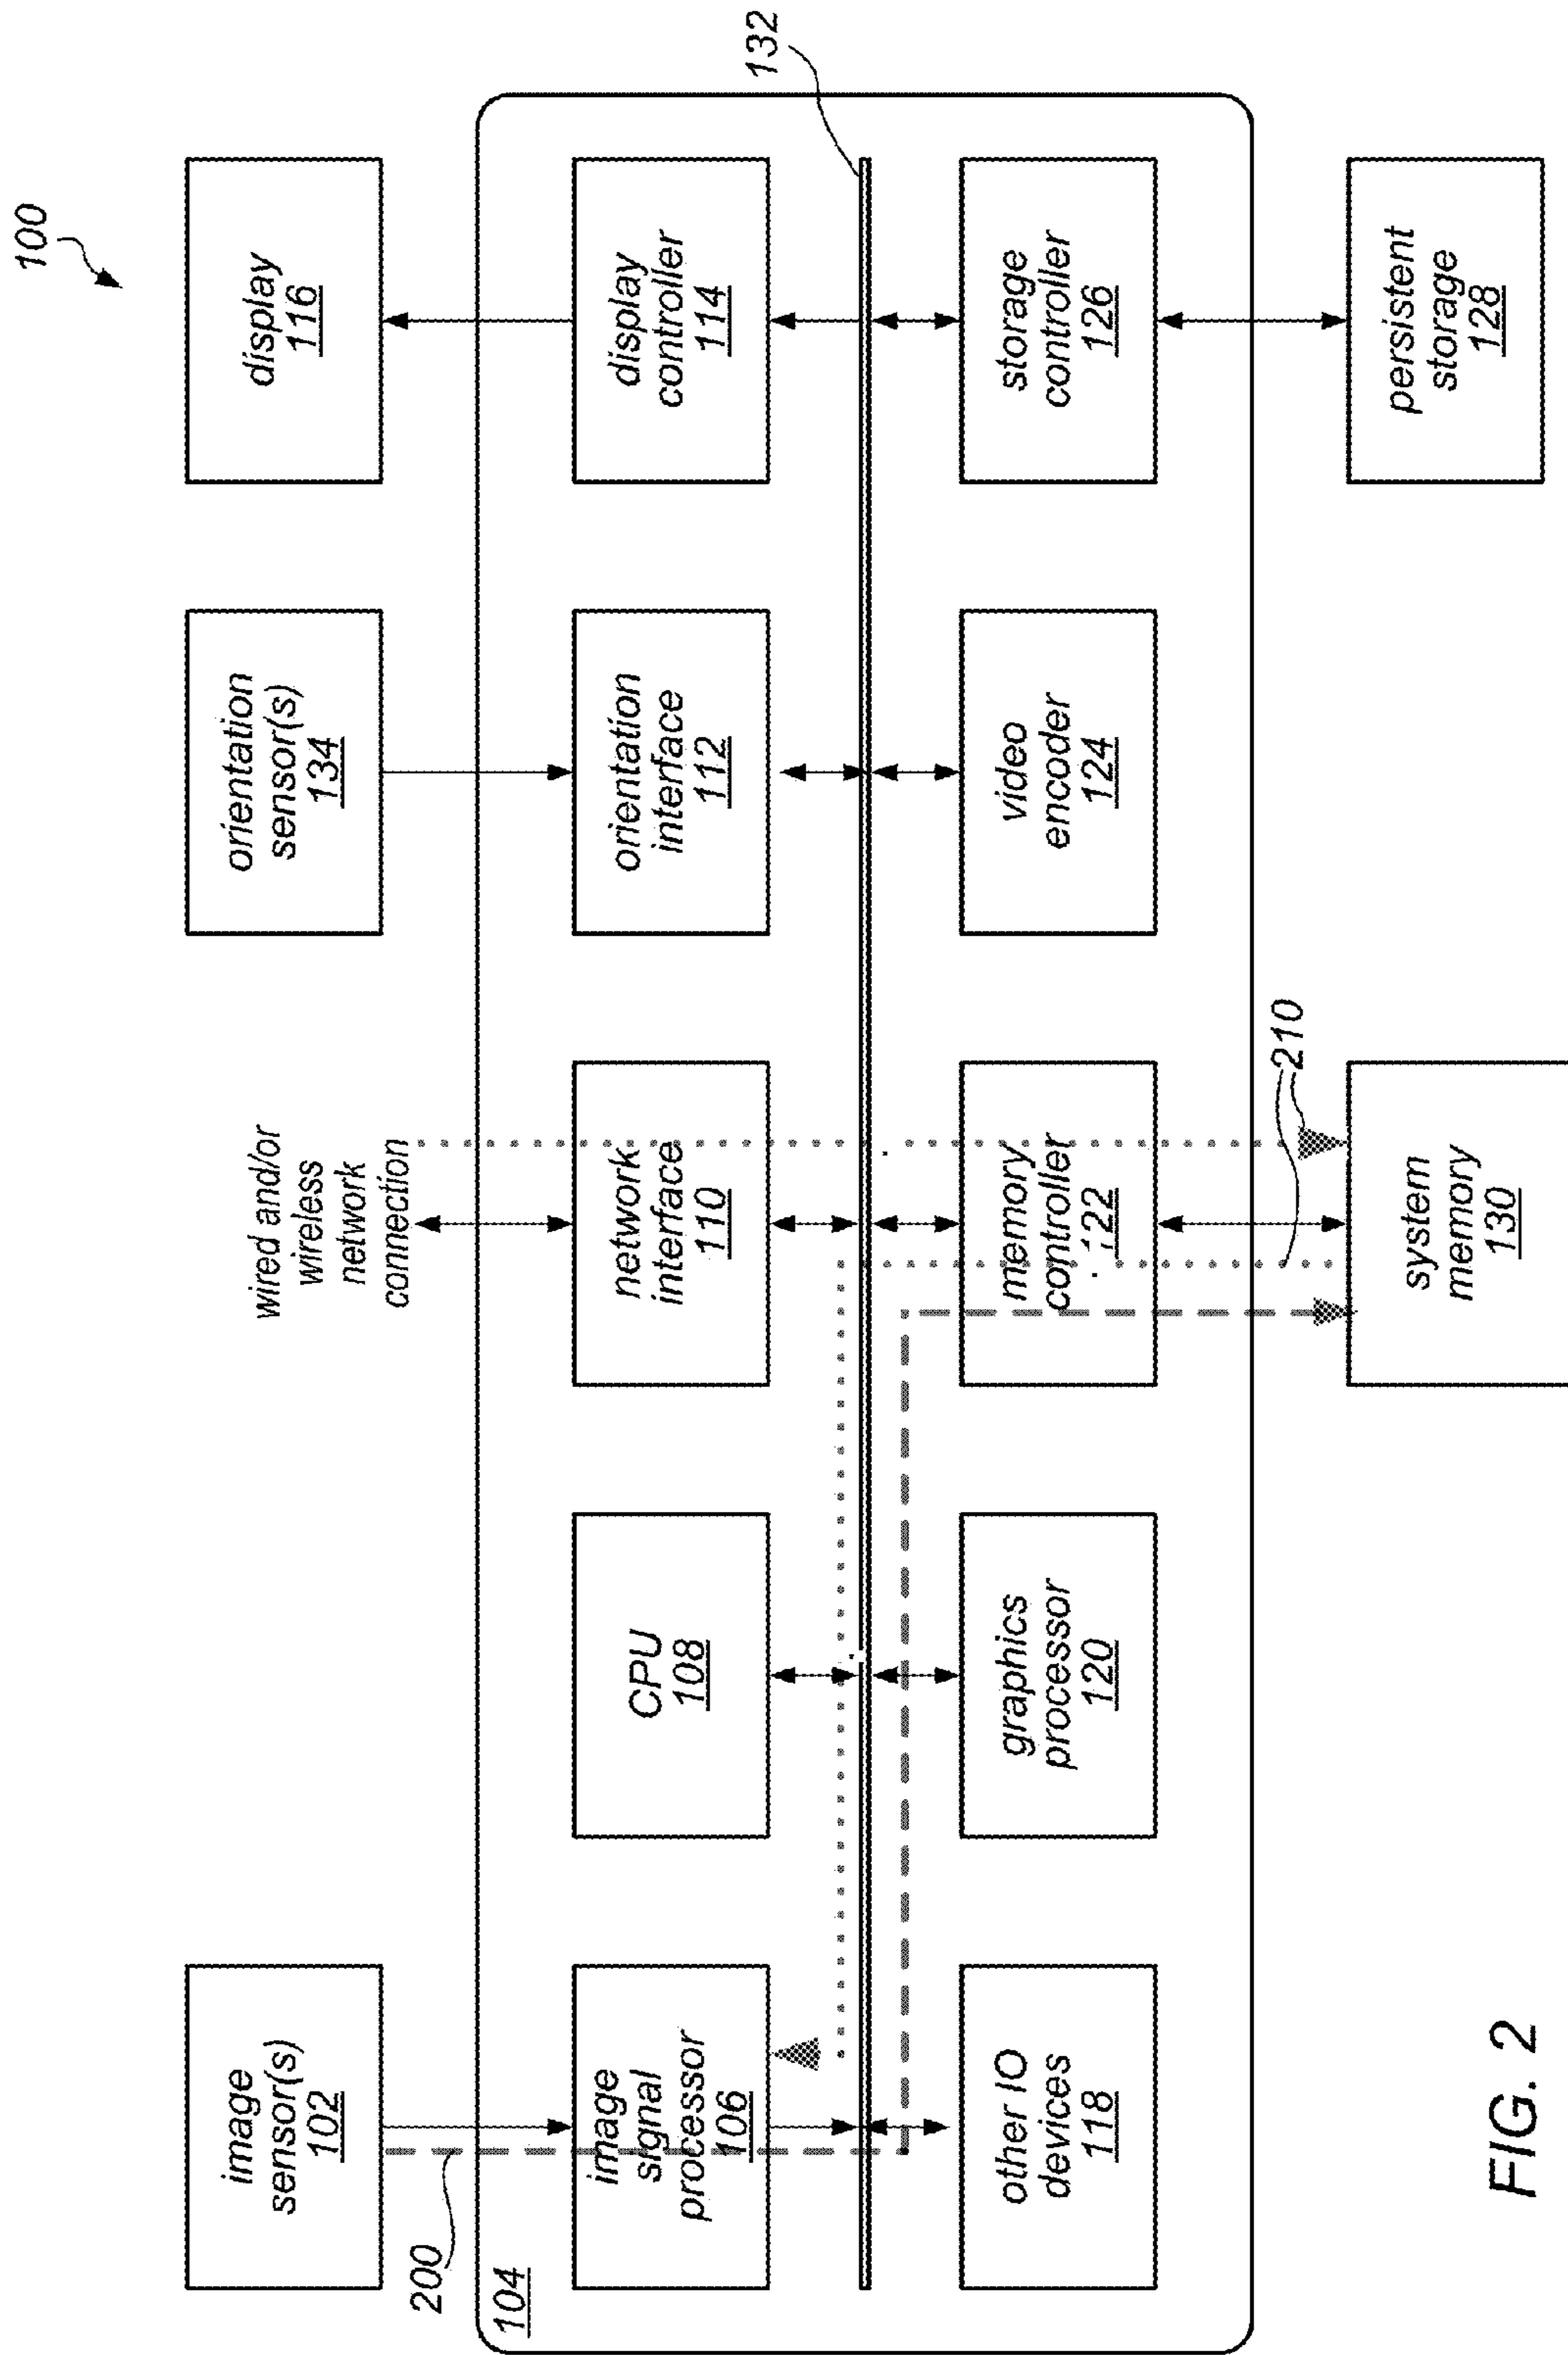 100
image
sensor(s)
102
wired and/or
wireless
network
connection
orientation
sensor(s)
134
display
116
200
104
image
signal
processor
106
CPU
108
network
interface
110
orientation
interface
112
display
controller
114
132
other IO
devices
118
graphics
processor
120
memory
controller
122
video
encoder
124
storage
controller
126
210
system
memory
130
persistent
storage
128
FIG. 2